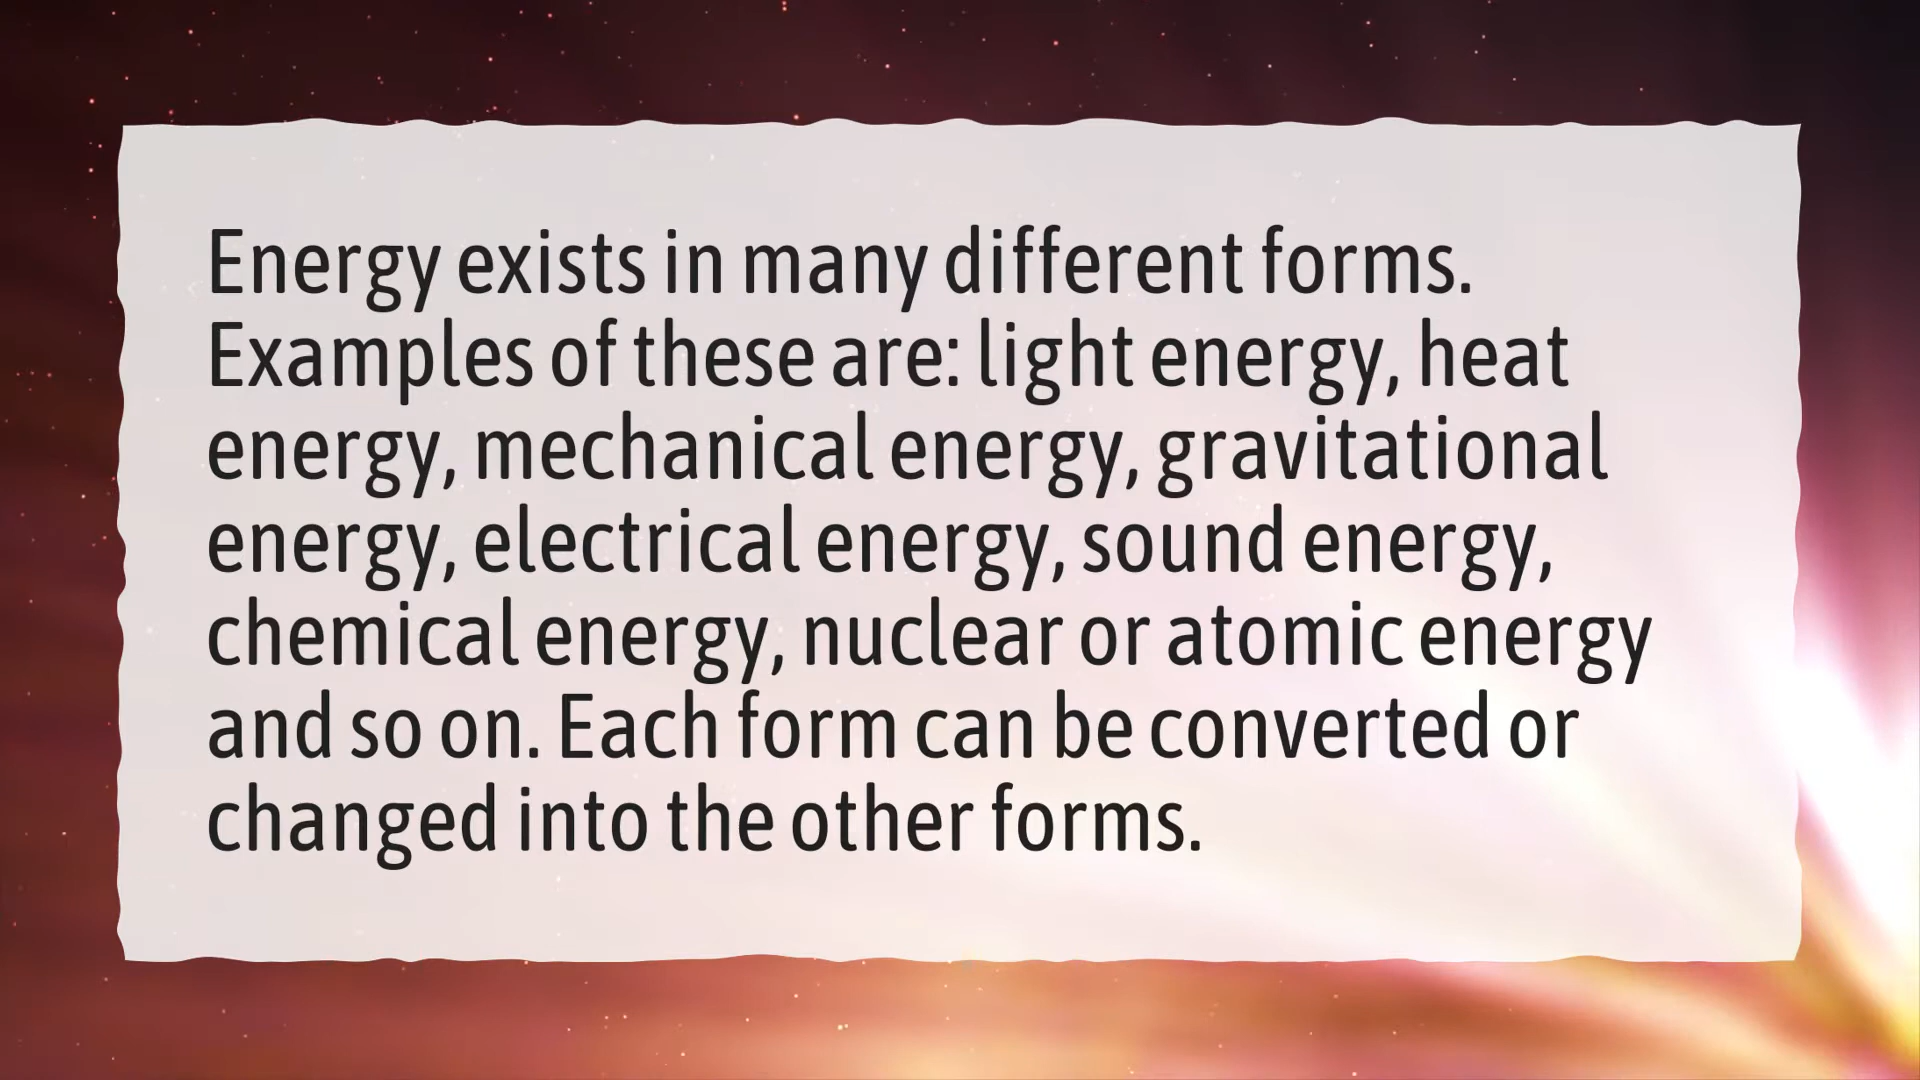 Energy exists in many different forms.
Examples of these are: light energy, heat
energy, mechanical energy, gravitational
energy, electrical energy, sound energy,
chemical energy, nuclear or atomic energy
and so on. Each form can be converted or
changed into the other forms.